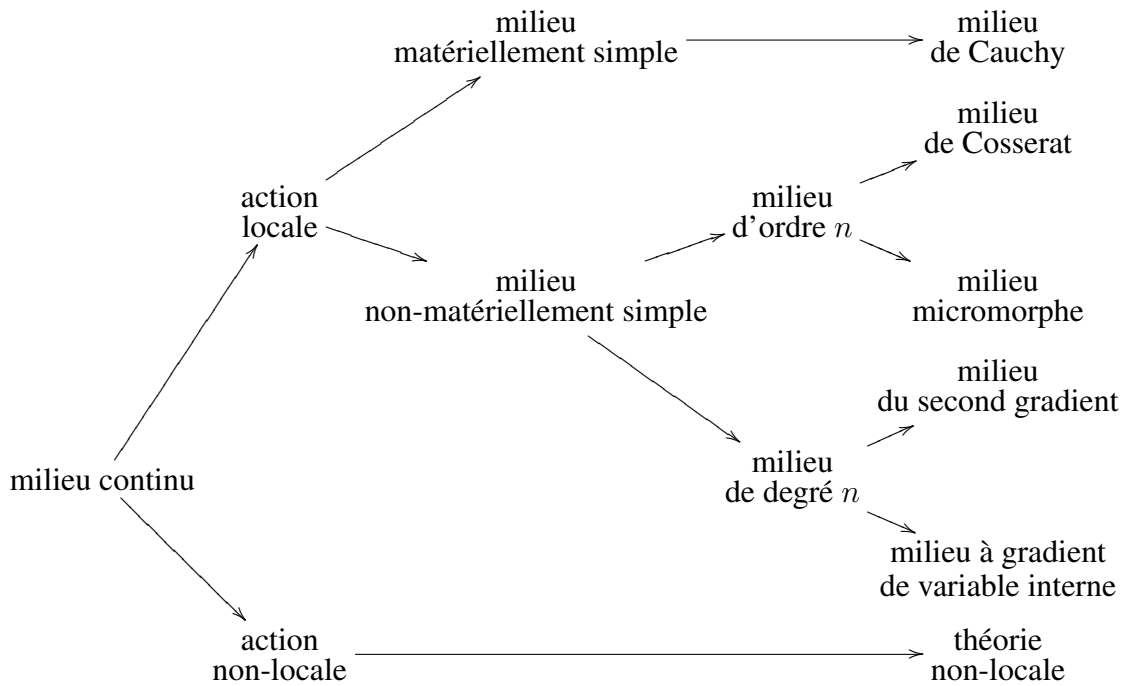 milieu
matériellement simple
milieu
de Cauchy
milieu
de Cosserat
action
locale
milieu
d'ordre n
milieu
non-matériellement simple
milieu
micromorphe
milieu
du second gradient
milieu continu
milieu
de degré n
milieu à gradient
de variable interne
action
non-locale
théorie
non-locale